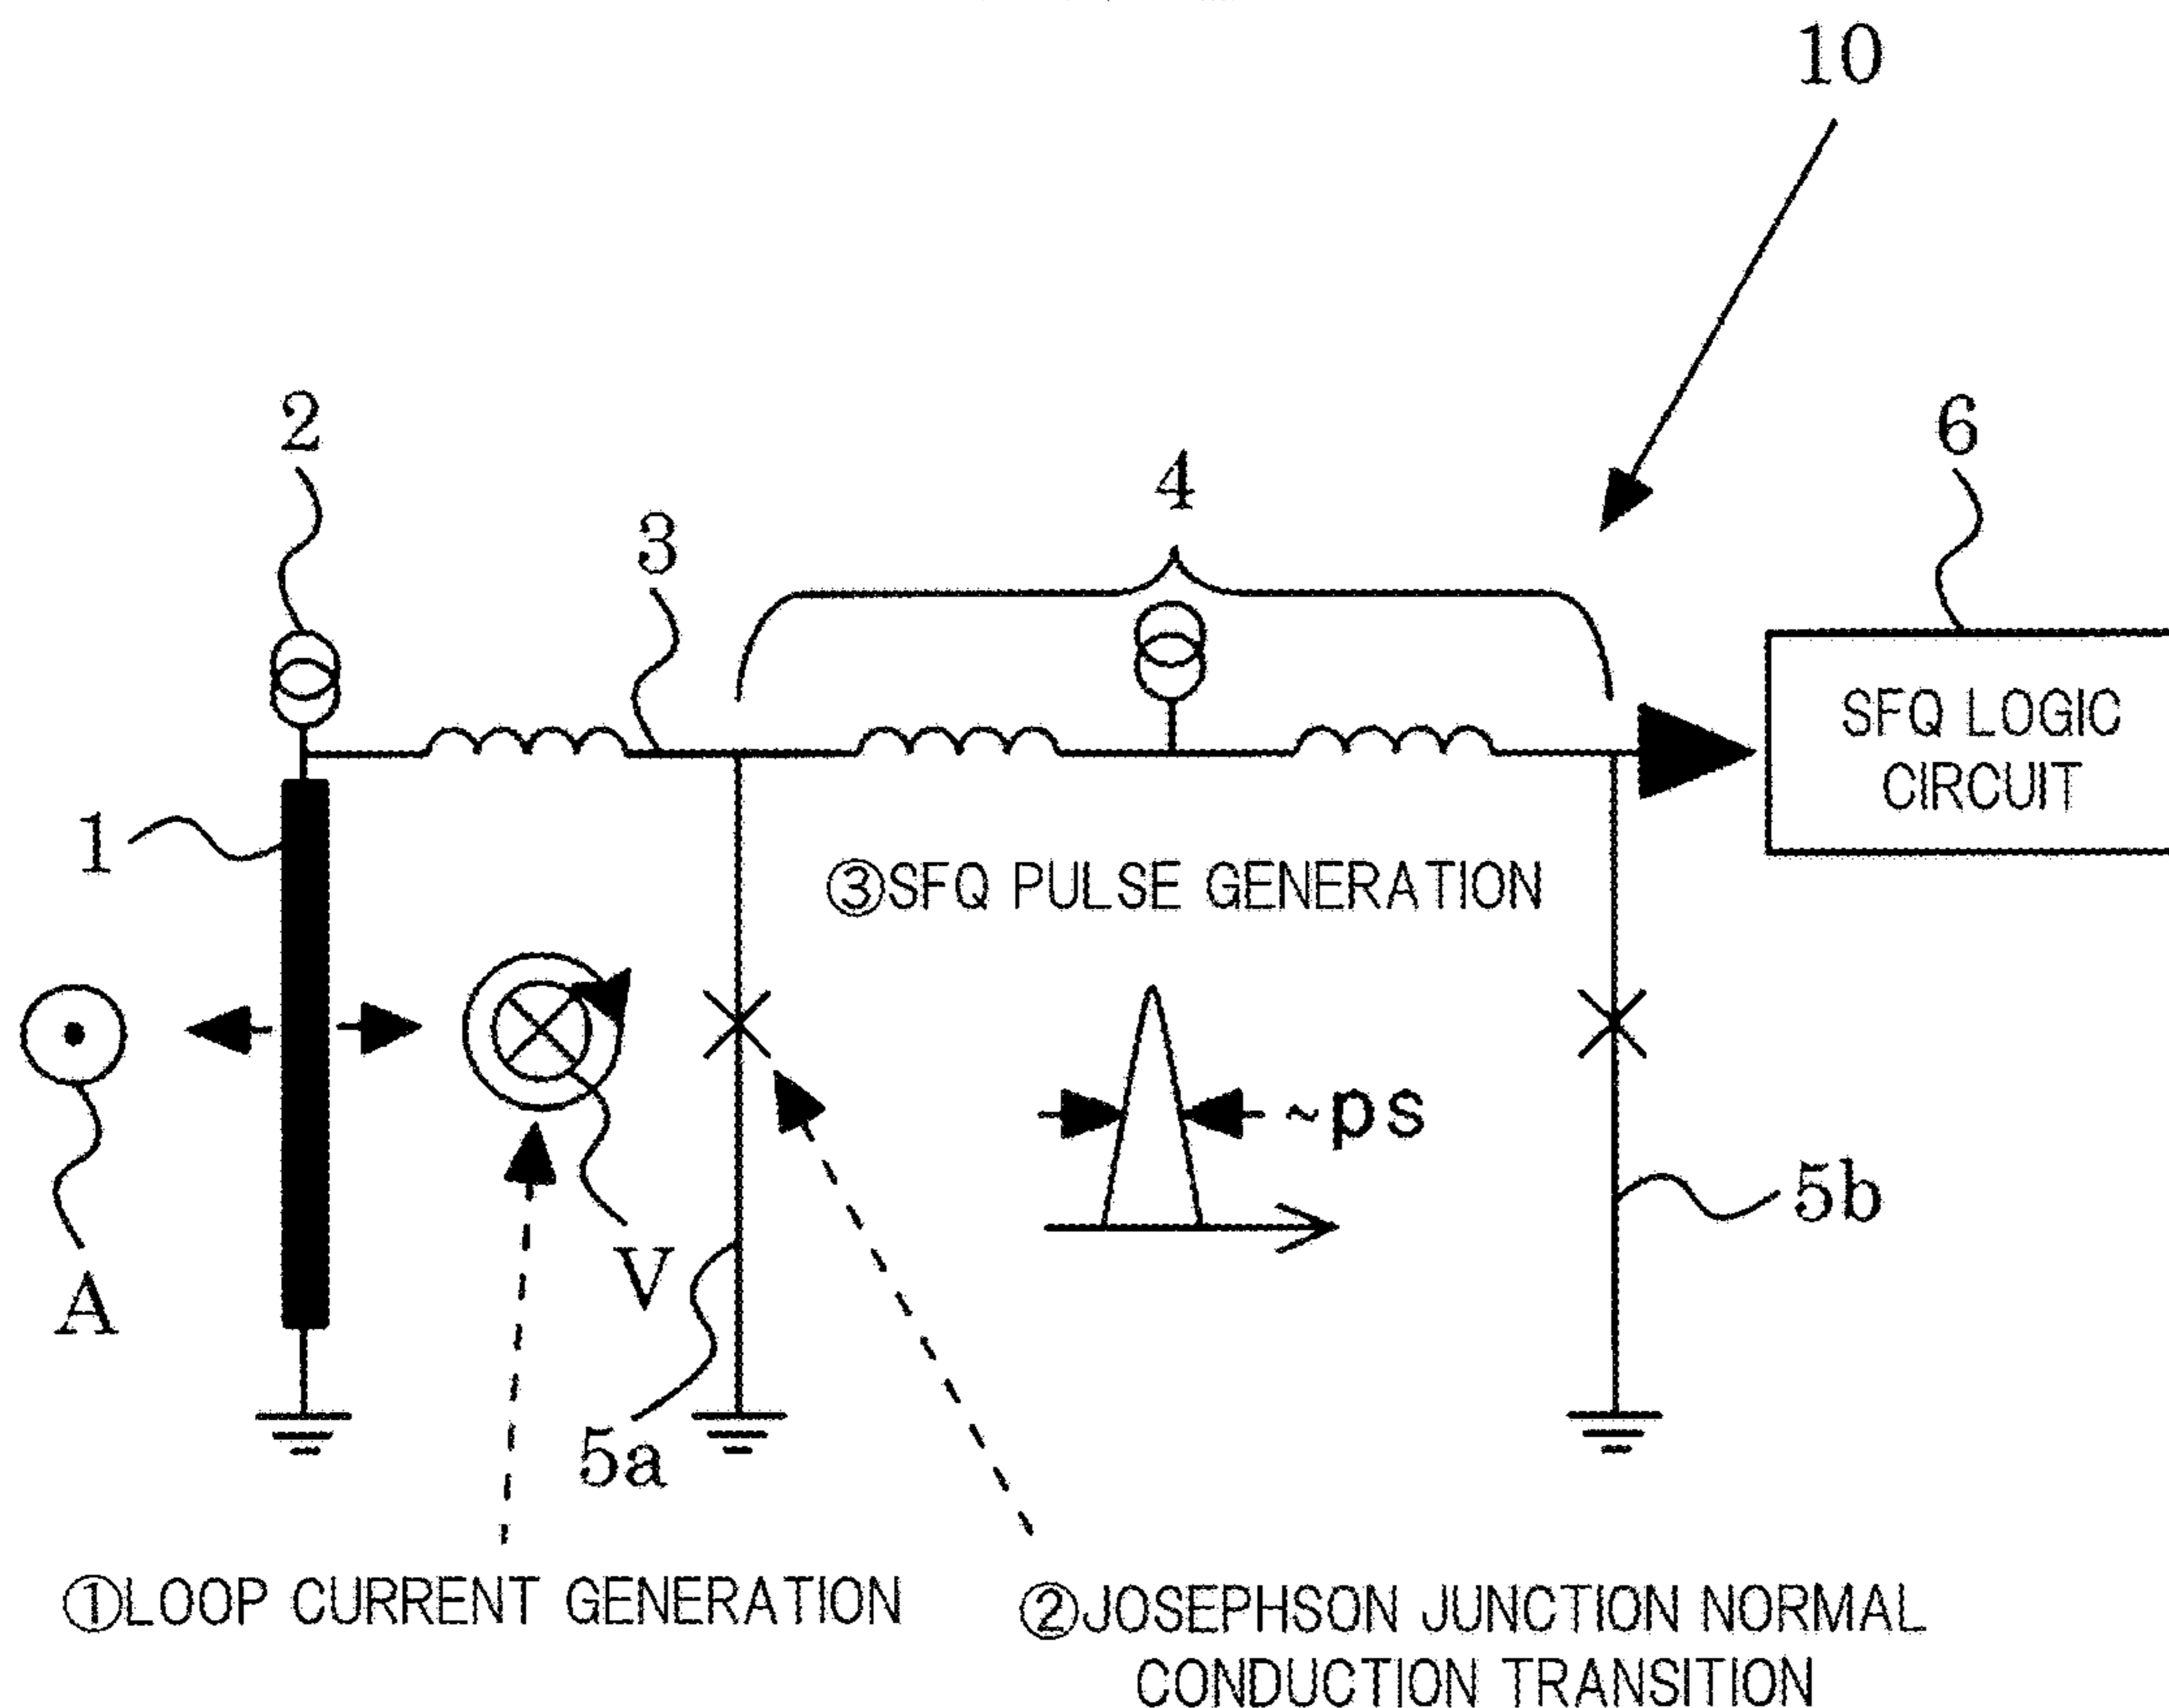 10
2
6
4
3
SFQ LOGIC
CIRCUIT
1
③SFQ PULSE GENERATION
~ps
5b
V
A
5a
①LOOP CURRENT GENERATION
②JOSEPHSON JUNCTION NORMAL
CONDUCTION TRANSITION